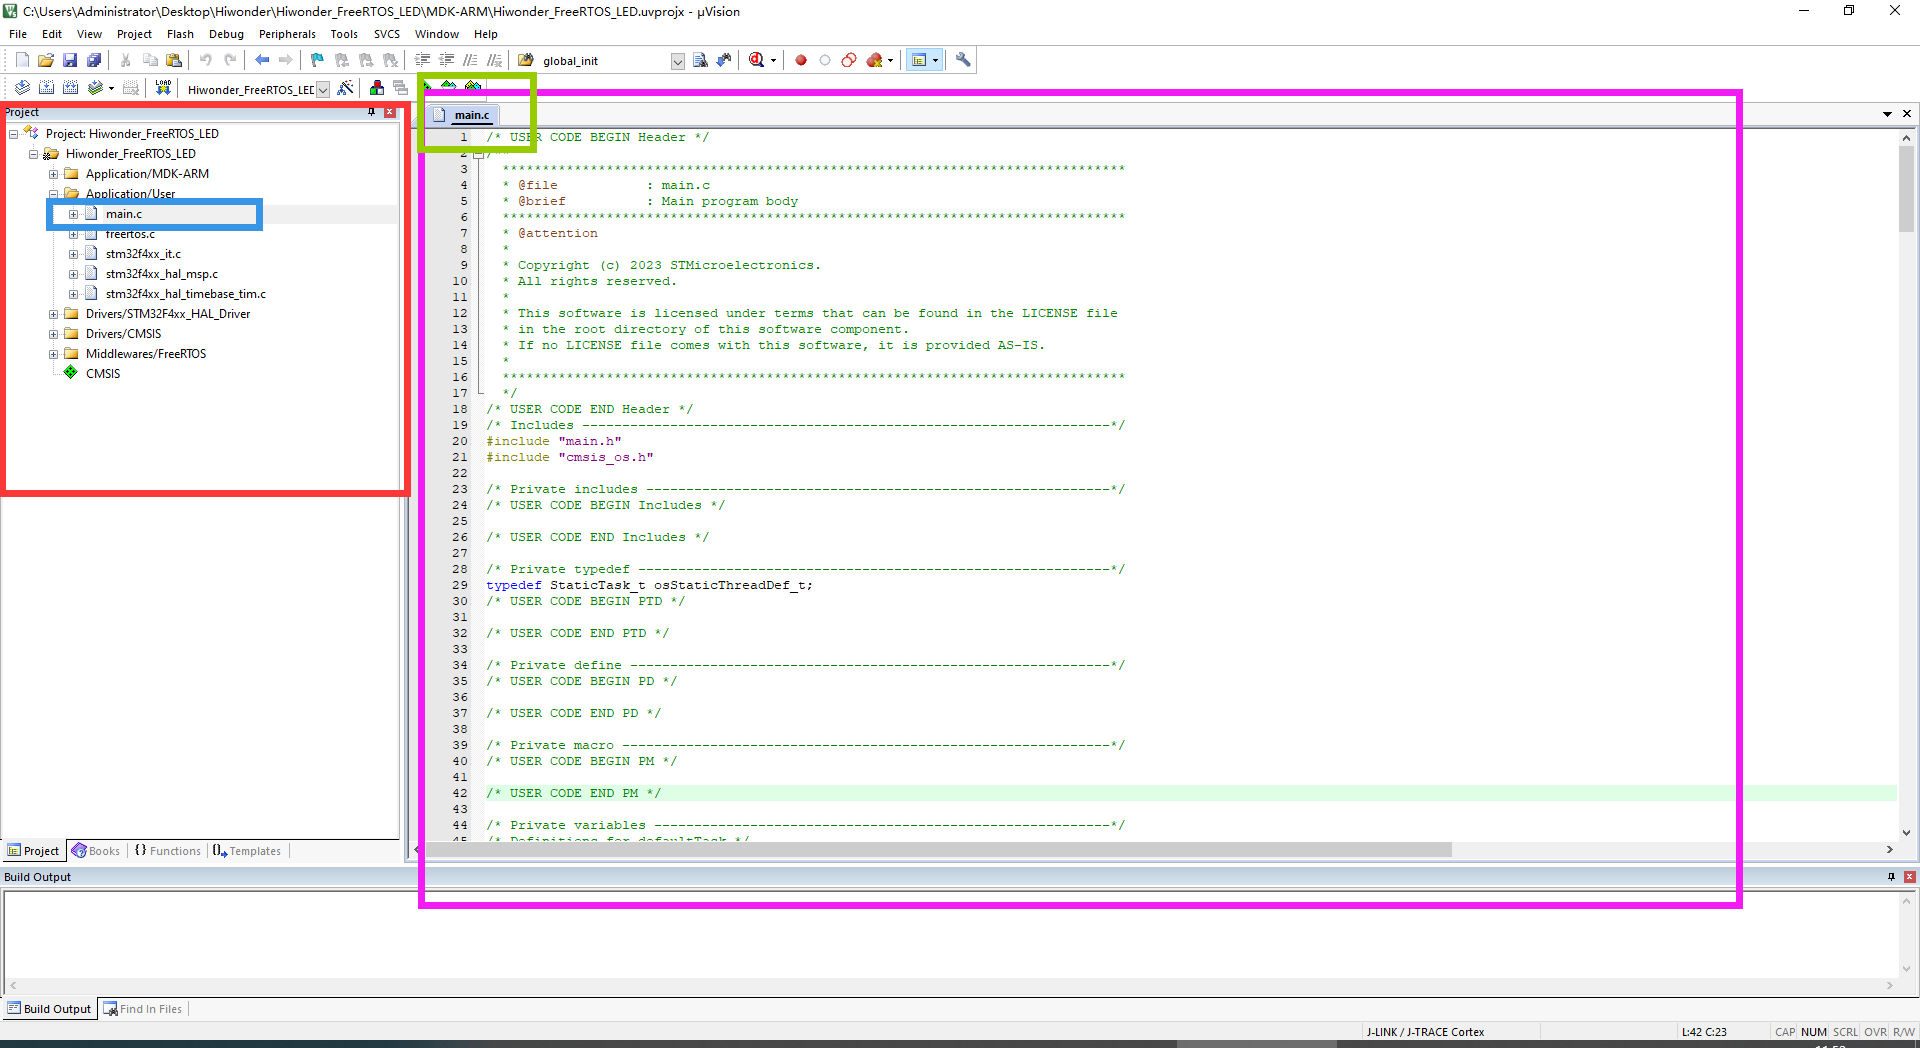 C:\Users\Administrator\Desktop\Hiwonder\Hiwonder_FreeRTOS_LED\MDK-ARM\Hiwonder_FreeRTOS_LED.uvprojx - µVision
File Edit View Project Flash Debug Peripherals Tools SVCS Window Help
global_init
LOAD
Hiwonder_FreeRTOS_LED
Project
Project: Hiwonder_FreeRTOS_LED
Hiwonder_FreeRTOS_LED
Application/MDK-ARM
Application/User
main.c
freertos.c
stm32f4xx_it.c
stm32f4xx_hal_msp.c
stm32f4xx_hal_timebase_tim.c
Drivers/STM32F4xx_HAL_Driver
Drivers/CMSIS
Middlewares/FreeRTOS
CMSIS
Project Books Functions Templates
main.c
1 /* USER CODE BEGIN Header */
2
3 ******************************************************************************
4 * @file : main.c
5 * @brief : Main program body
6 ******************************************************************************
7 * @attention
8 *
9 * Copyright (c) 2023 STMicroelectronics.
10 * All rights reserved.
11 *
12 * This software is licensed under terms that can be found in the LICENSE file
13 * in the root directory of this software component.
14 * If no LICENSE file comes with this software, it is provided AS-IS.
15 *
16 ******************************************************************************
17 */
18 /* USER CODE END Header */
19 /* Includes ------------------------------------------------------------------*/
20 #include "main.h"
21 #include "cmsis_os.h"
22
23 /* Private includes ----------------------------------------------------------*/
24 /* USER CODE BEGIN Includes */
25
26 /* USER CODE END Includes */
27
28 /* Private typedef -----------------------------------------------------------*/
29 typedef StaticTask_t osStaticThreadDef_t;
30 /* USER CODE BEGIN PTD */
31
32 /* USER CODE END PTD */
33
34 /* Private define ------------------------------------------------------------*/
35 /* USER CODE BEGIN PD */
36
37 /* USER CODE END PD */
38
39 /* Private macro -------------------------------------------------------------*/
40 /* USER CODE BEGIN PM */
41
42 /* USER CODE END PM */
43
44 /* Private variables ---------------------------------------------------------*/
45 /* Definitions for defaultTask */
Build Output
Build Output Find In Files
J-LINK / J-TRACE Cortex L:42 C:23 CAP NUM SCRL OVR R/W